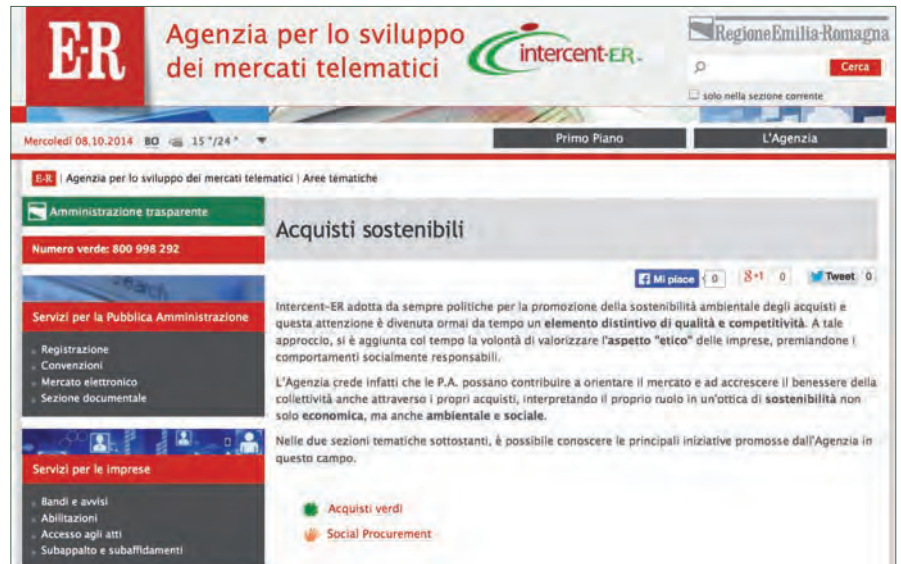 E·R
Agenzia per lo sviluppo
dei mercati telematici
intercent-ER
RegioneEmilia-Romagna
Cerca
solo nella sezione corrente
Mercoledì 08.10.2014 BO 15°/24°
Primo Piano
L'Agenzia
E-R | Agenzia per lo sviluppo dei mercati telematici | Aree tematiche
Amministrazione trasparente
Numero verde: 800 998 292
Servizi per la Pubblica Amministrazione
Registrazione
Convenzioni
Mercato elettronico
Sezione documentale
Servizi per le imprese
Bandi e avvisi
Abilitazioni
Accesso agli atti
Subappalto e subaffidamenti
Acquisti sostenibili
Mi piace 0 8+1 0 Tweet 0
Intercent-ER adotta da sempre politiche per la promozione della sostenibilità ambientale degli acquisti e
questa attenzione è divenuta ormai da tempo un elemento distintivo di qualità e competitività. A tale
approccio, si è aggiunta col tempo la volontà di valorizzare l'aspetto "etico" delle imprese, premiandone i
comportamenti socialmente responsabili.
L'Agenzia crede infatti che le P.A. possano contribuire a orientare il mercato e ad accrescere il benessere della
collettività anche attraverso i propri acquisti, interpretando il proprio ruolo in un'ottica di sostenibilità non
solo economica, ma anche ambientale e sociale.
Nelle due sezioni tematiche sottostanti, è possibile conoscere le principali iniziative promosse dall'Agenzia in
questo campo.
Acquisti verdi
Social Procurement